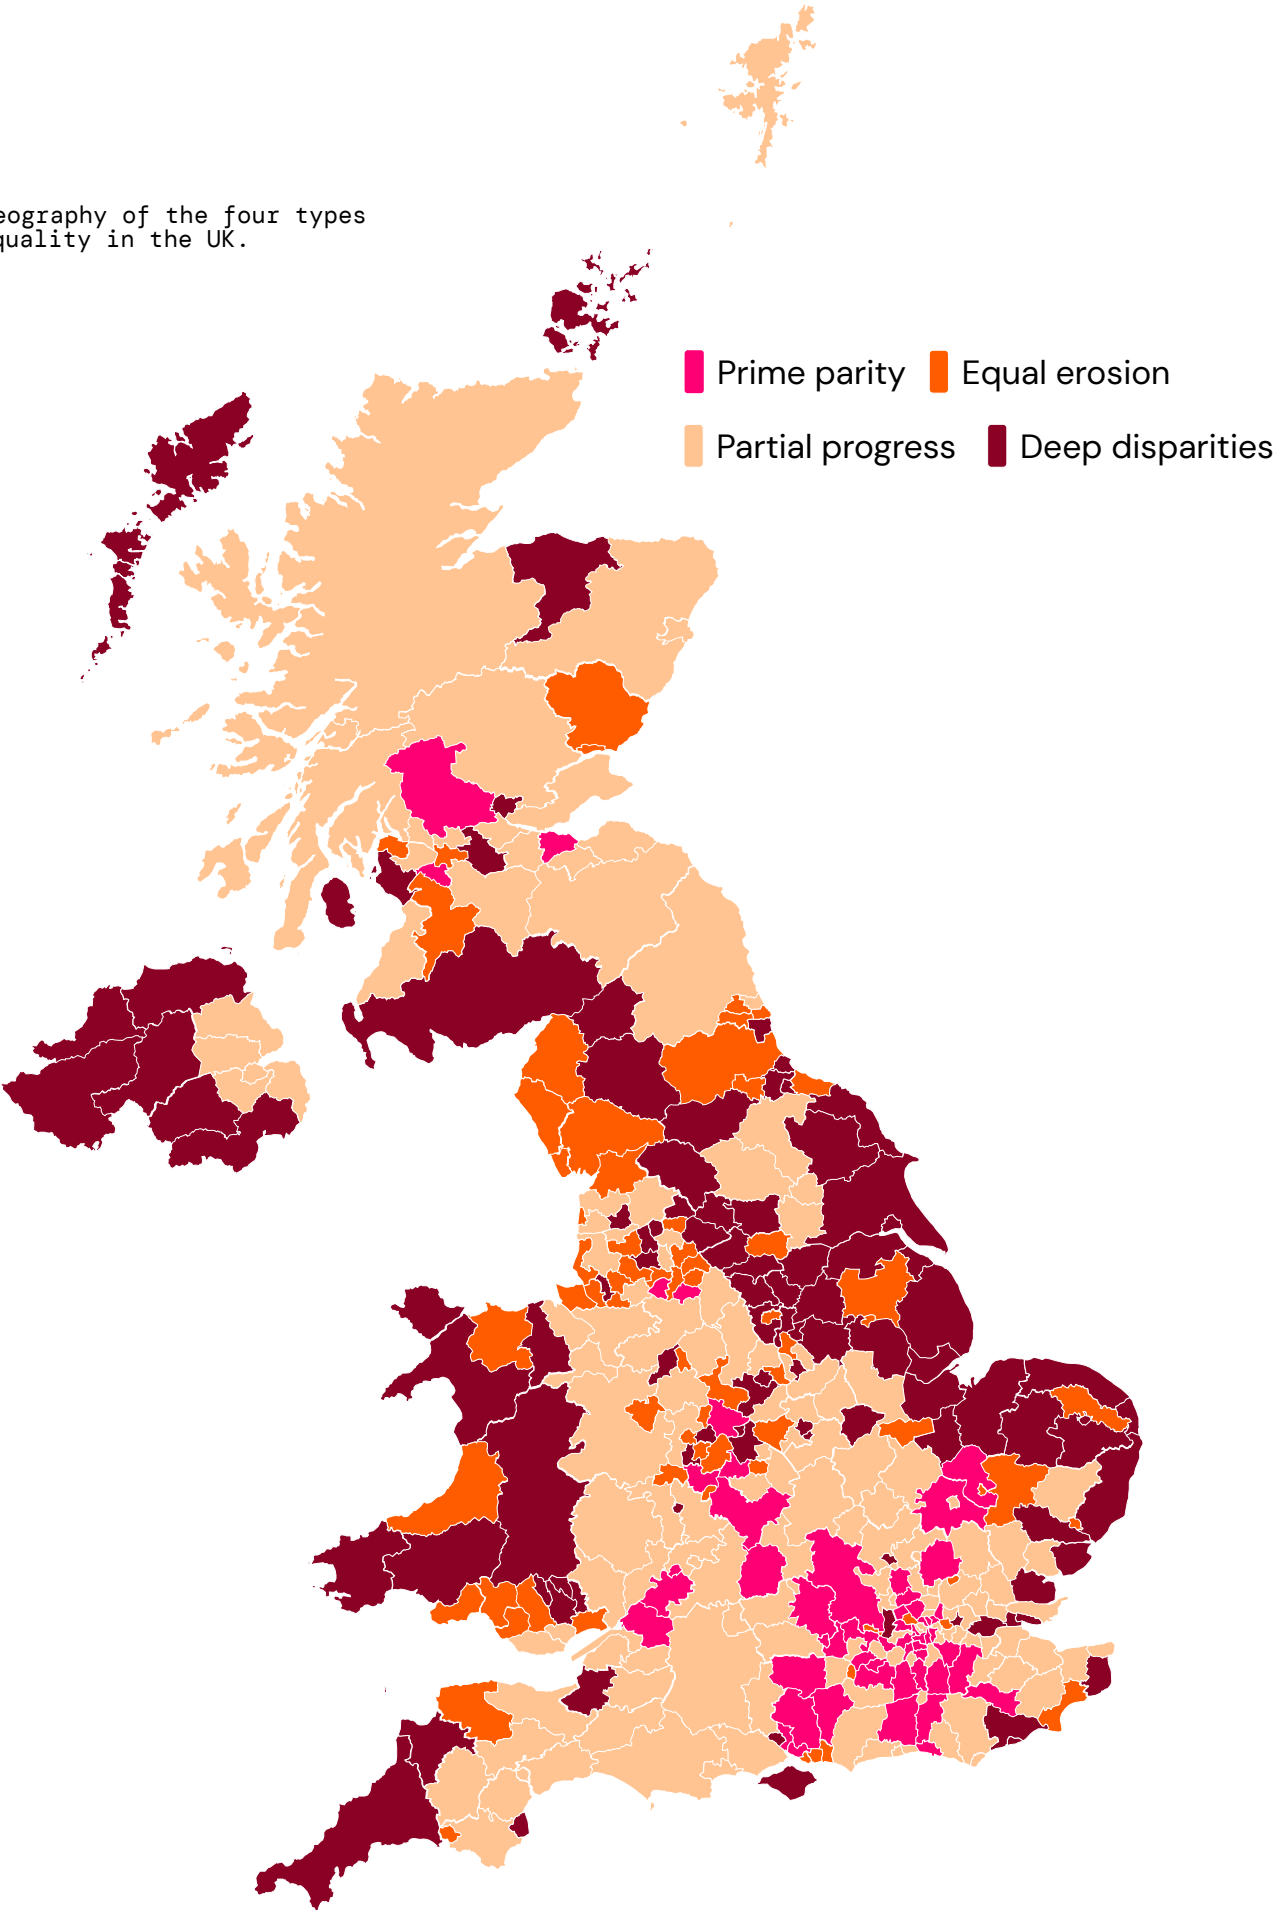 eography of the four types
quality in the UK.
Prime parity Equal erosion
Partial progress Deep disparities